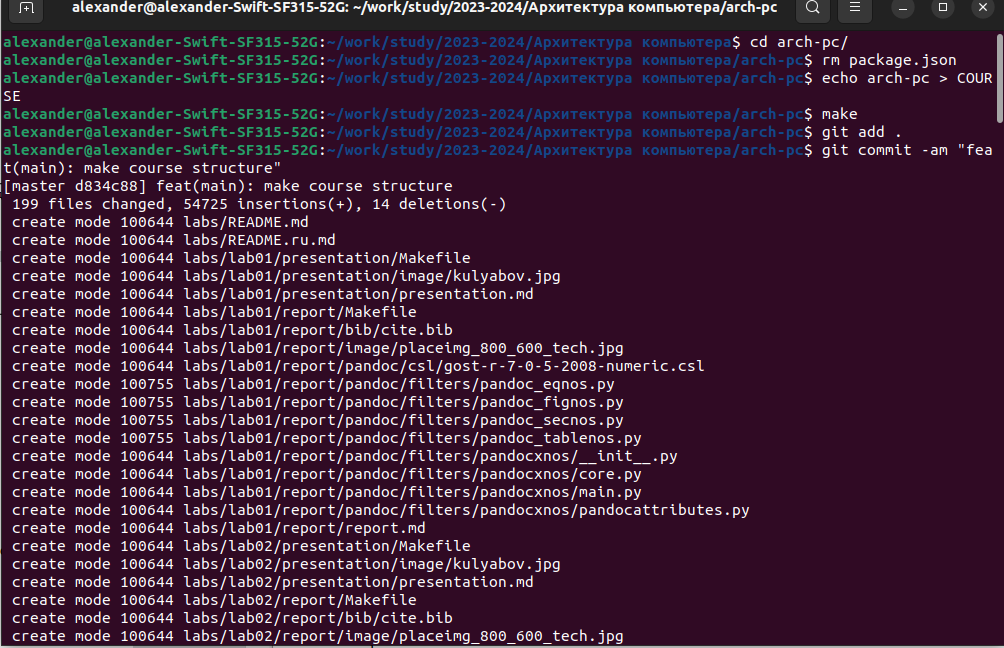 alexander@alexander-Swift-SF315-52G: ~/work/study/2023-2024/Архитектура компьютера/arch-pc
alexander@alexander-Swift-SF315-52G:~/work/study/2023-2024/Архитектура компьютера$ cd arch-pc/
alexander@alexander-Swift-SF315-52G:~/work/study/2023-2024/Архитектура компьютера/arch-pc$ rm package.json
alexander@alexander-Swift-SF315-52G:~/work/study/2023-2024/Архитектура компьютера/arch-pc$ echo arch-pc > COUR
SE
alexander@alexander-Swift-SF315-52G:~/work/study/2023-2024/Архитектура компьютера/arch-pc$ make
alexander@alexander-Swift-SF315-52G:~/work/study/2023-2024/Архитектура компьютера/arch-pc$ git add .
alexander@alexander-Swift-SF315-52G:~/work/study/2023-2024/Архитектура компьютера/arch-pc$ git commit -am "fea
t(main): make course structure"
[master d834c88] feat(main): make course structure
 199 files changed, 54725 insertions(+), 14 deletions(-)
 create mode 100644 labs/README.md
 create mode 100644 labs/README.ru.md
 create mode 100644 labs/lab01/presentation/Makefile
 create mode 100644 labs/lab01/presentation/image/kulyabov.jpg
 create mode 100644 labs/lab01/presentation/presentation.md
 create mode 100644 labs/lab01/report/Makefile
 create mode 100644 labs/lab01/report/bib/cite.bib
 create mode 100644 labs/lab01/report/image/placeimg_800_600_tech.jpg
 create mode 100644 labs/lab01/report/pandoc/csl/gost-r-7-0-5-2008-numeric.csl
 create mode 100755 labs/lab01/report/pandoc/filters/pandoc_eqnos.py
 create mode 100755 labs/lab01/report/pandoc/filters/pandoc_fignos.py
 create mode 100755 labs/lab01/report/pandoc/filters/pandoc_secnos.py
 create mode 100755 labs/lab01/report/pandoc/filters/pandoc_tablenos.py
 create mode 100644 labs/lab01/report/pandoc/filters/pandocxnos/__init__.py
 create mode 100644 labs/lab01/report/pandoc/filters/pandocxnos/core.py
 create mode 100644 labs/lab01/report/pandoc/filters/pandocxnos/main.py
 create mode 100644 labs/lab01/report/pandoc/filters/pandocxnos/pandocattributes.py
 create mode 100644 labs/lab01/report/report.md
 create mode 100644 labs/lab02/presentation/Makefile
 create mode 100644 labs/lab02/presentation/image/kulyabov.jpg
 create mode 100644 labs/lab02/presentation/presentation.md
 create mode 100644 labs/lab02/report/Makefile
 create mode 100644 labs/lab02/report/bib/cite.bib
 create mode 100644 labs/lab02/report/image/placeimg_800_600_tech.jpg